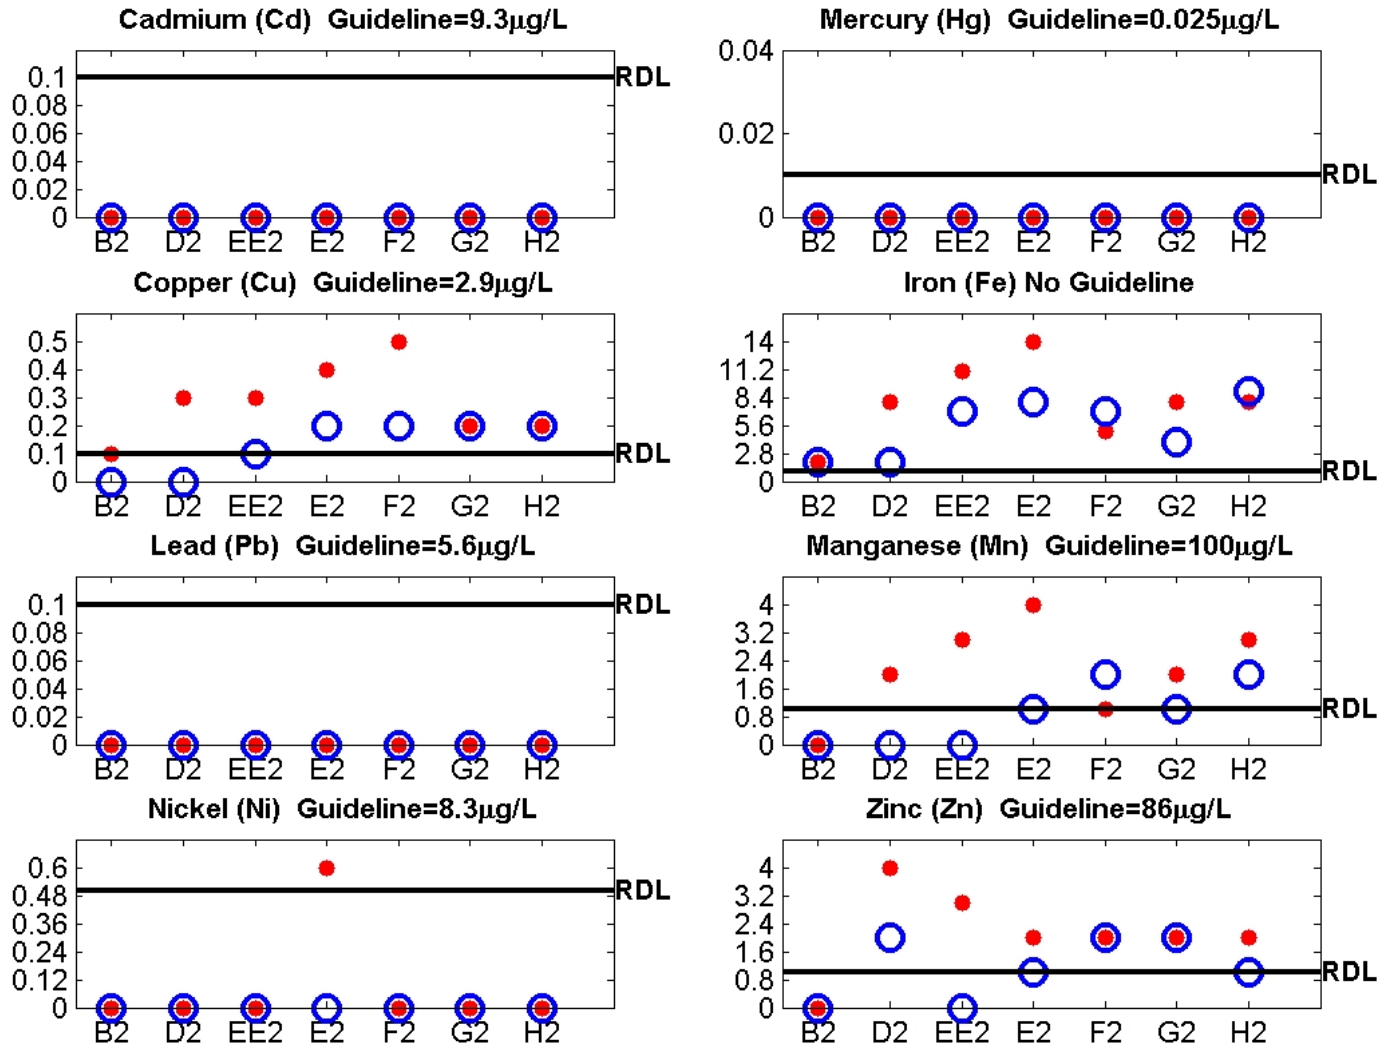 Cadmium (Cd)  Guideline=9.3µg/L
0.1
0.08
0.06
0.04
0.02
0
RDL
B2 D2 EE2 E2 F2 G2 H2
Mercury (Hg)  Guideline=0.025µg/L
0.04
0.02
0
RDL
B2 D2 EE2 E2 F2 G2 H2
Copper (Cu)  Guideline=2.9µg/L
0.5
0.4
0.3
0.2
0.1
0
RDL
B2 D2 EE2 E2 F2 G2 H2
Iron (Fe) No Guideline
14
11.2
8.4
5.6
2.8
0
RDL
B2 D2 EE2 E2 F2 G2 H2
Lead (Pb)  Guideline=5.6µg/L
0.1
0.08
0.06
0.04
0.02
0
RDL
B2 D2 EE2 E2 F2 G2 H2
Manganese (Mn)  Guideline=100µg/L
4
3.2
2.4
1.6
0.8
0
RDL
B2 D2 EE2 E2 F2 G2 H2
Nickel (Ni)  Guideline=8.3µg/L
0.6
0.48
0.36
0.24
0.12
0
RDL
B2 D2 EE2 E2 F2 G2 H2
Zinc (Zn)  Guideline=86µg/L
4
3.2
2.4
1.6
0.8
0
RDL
B2 D2 EE2 E2 F2 G2 H2